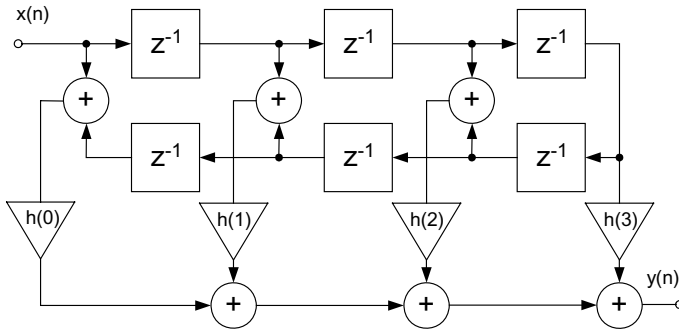 x(n)
z-1 z-1 z-1
+ + +
z-1 z-1 z-1
h(0) h(1) h(2) h(3)
y(n)
+ + +